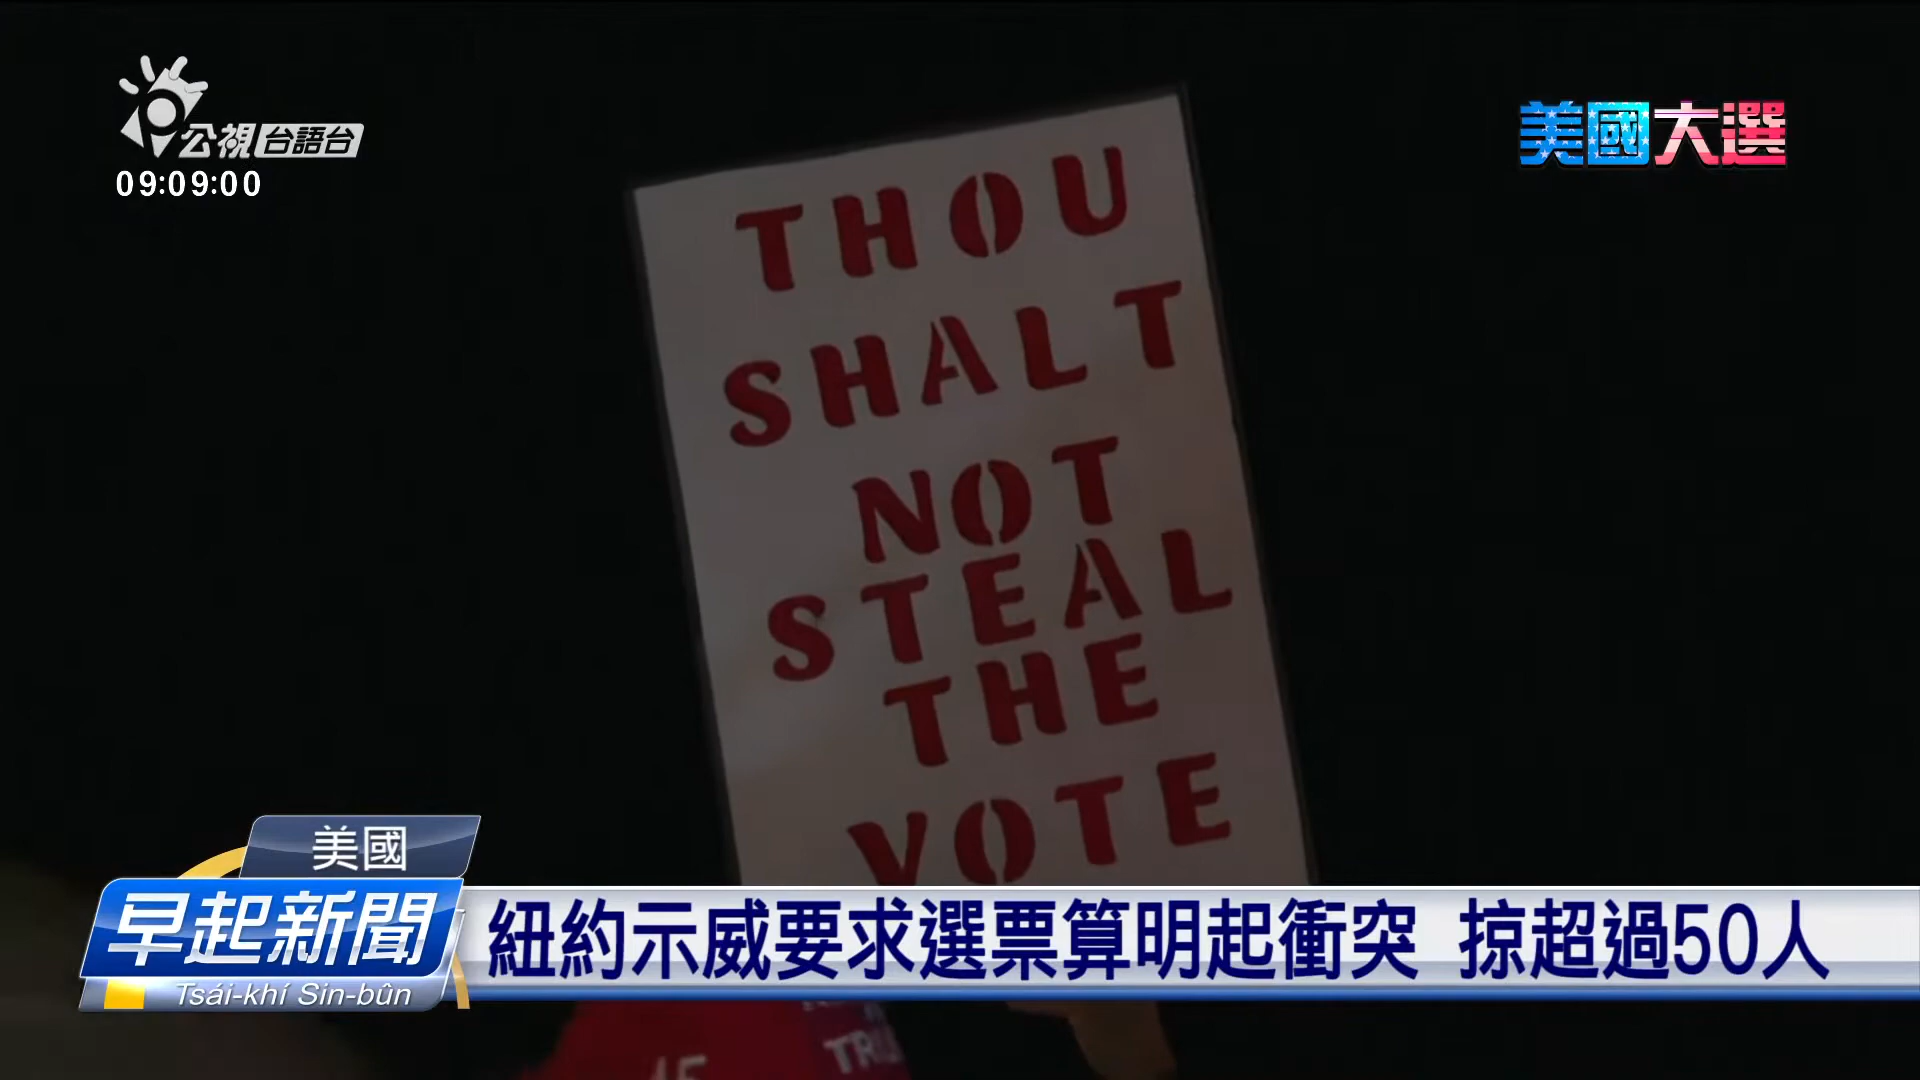 公視台語台
09:09:00
美國大選
THOU
SHALT
NOT
STEAL
THE
VOTE
美國
早起新聞
Tsái-khí Sin-bûn
紐約示威要求選票算明起衝突 掠超過50人